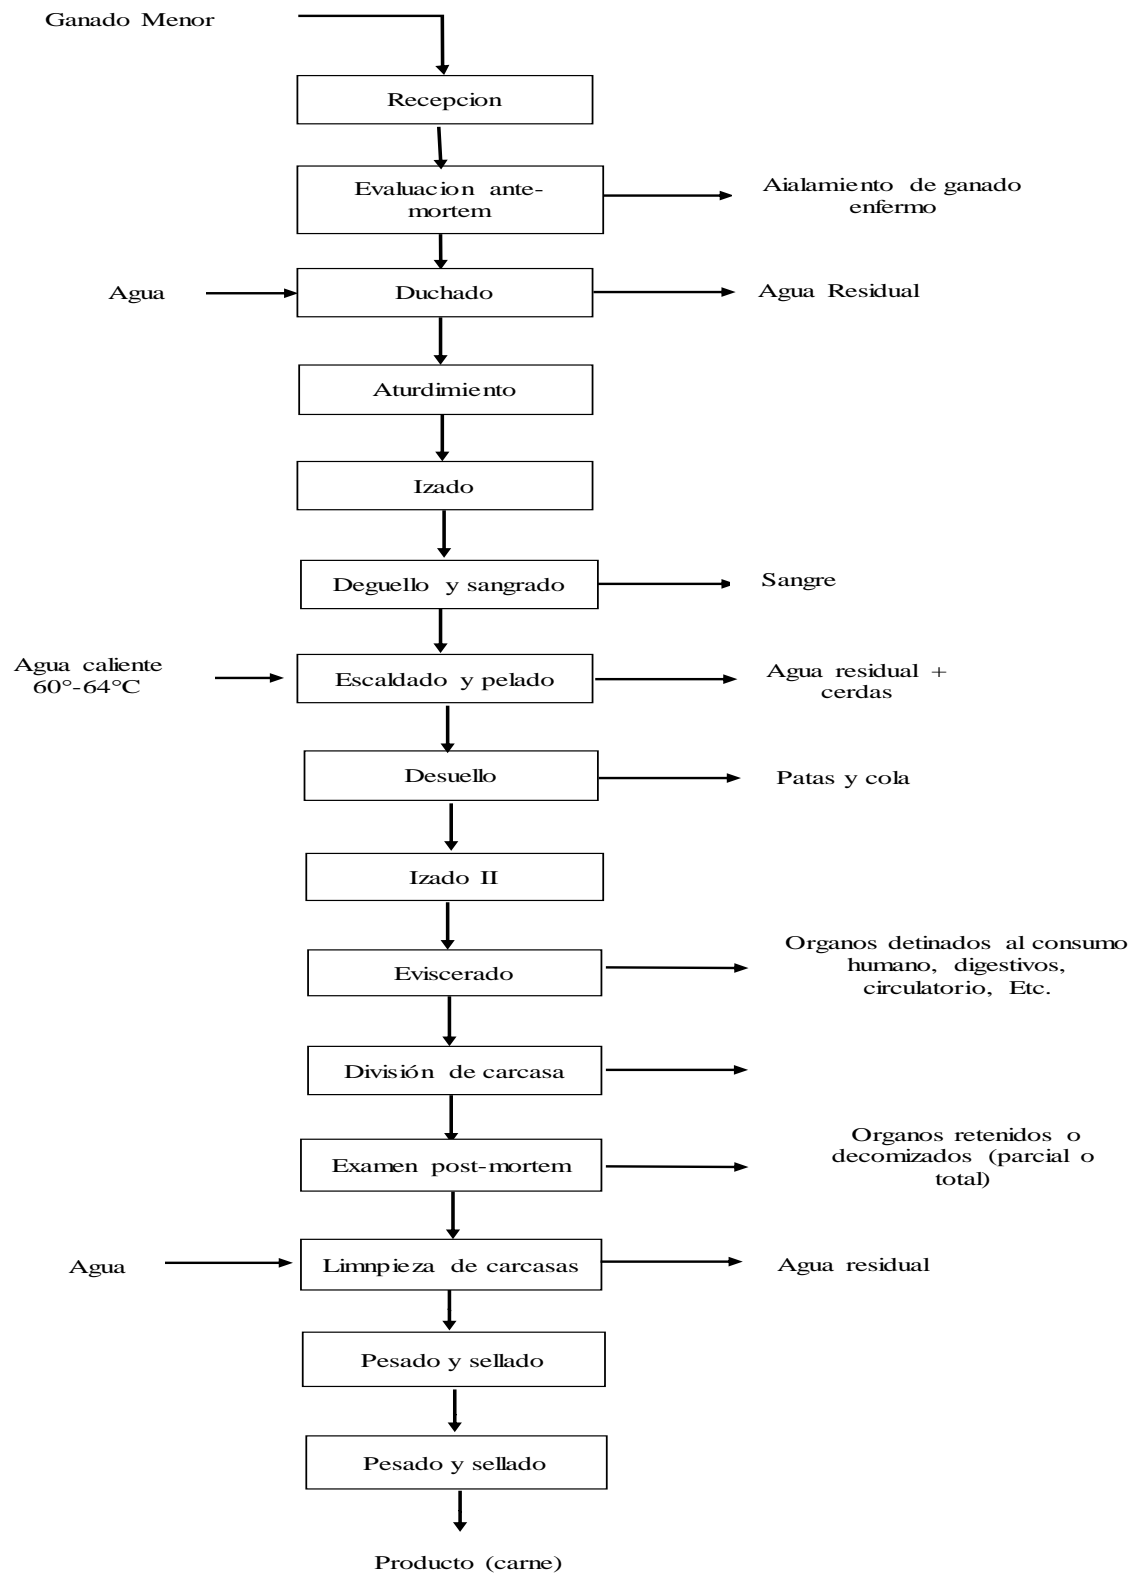 Ganado Menor
Recepcion
Evaluacion ante-
mortem
Aialamiento de ganado
enfermo
Agua
Duchado
Agua Residual
Aturdimiento
Izado
Deguello y sangrado
Sangre
Agua caliente
60°-64°C
Escaldado y pelado
Agua residual +
cerdas
Desuello
Patas y cola
Izado II
Eviscerado
Organos detinados al consumo
humano, digestivos,
circulatorio, Etc.
División de carcasa
Examen post-mortem
Organos retenidos o
decomizados (parcial o
total)
Agua
Limnpieza de carcasas
Agua residual
Pesado y sellado
Pesado y sellado
Producto (carne)